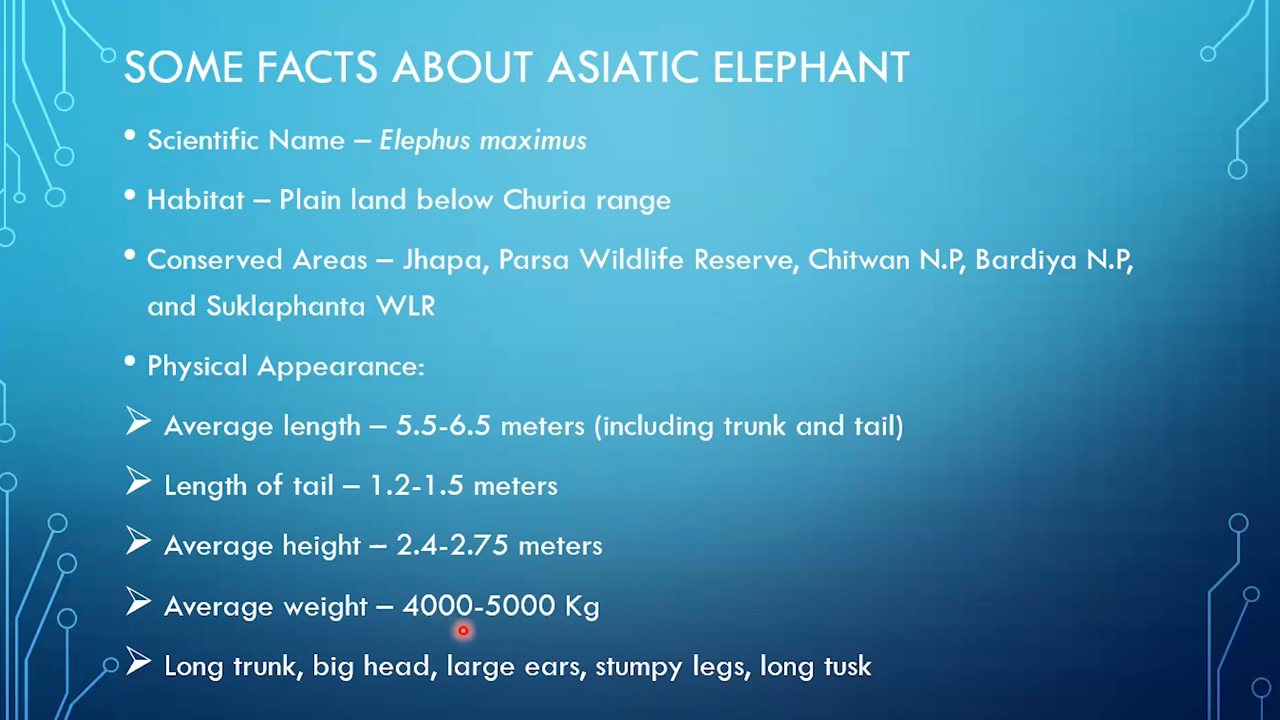 SOME FACTS ABOUT ASIATIC ELEPHANT
• Scientific Name – Elephus maximus
• Habitat – Plain land below Churia range
• Conserved Areas – Jhapa, Parsa Wildlife Reserve, Chitwan N.P, Bardiya N.P,
and Suklaphanta WLR
• Physical Appearance:
➢ Average length – 5.5-6.5 meters (including trunk and tail)
➢ Length of tail – 1.2-1.5 meters
➢ Average height – 2.4-2.75 meters
➢ Average weight – 4000-5000 Kg
➢ Long trunk, big head, large ears, stumpy legs, long tusk